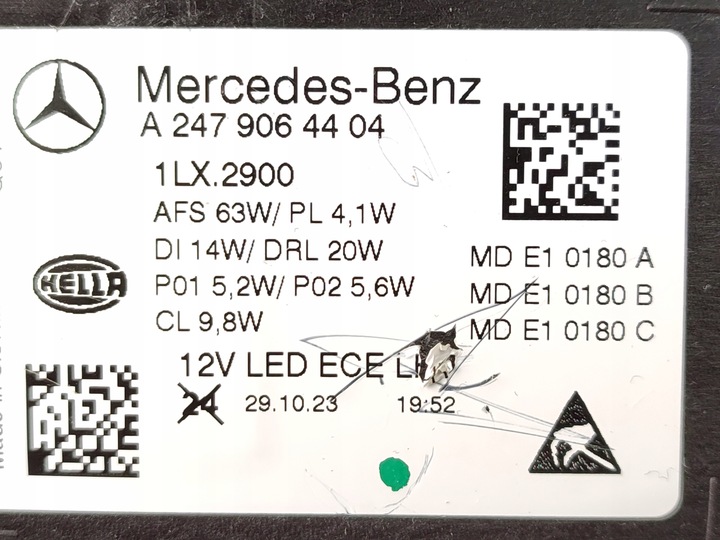 Mercedes-Benz
A 247 906 44 04
1LX.2900
AFS 63W/ PL 4,1W
DI 14W/ DRL 20W
P01 5,2W/ P02 5,6W
CL 9,8W
MD E1 0180 A
MD E1 0180 B
MD E1 0180 C
HELLA
12V LED ECE
24 29.10.23 19:52